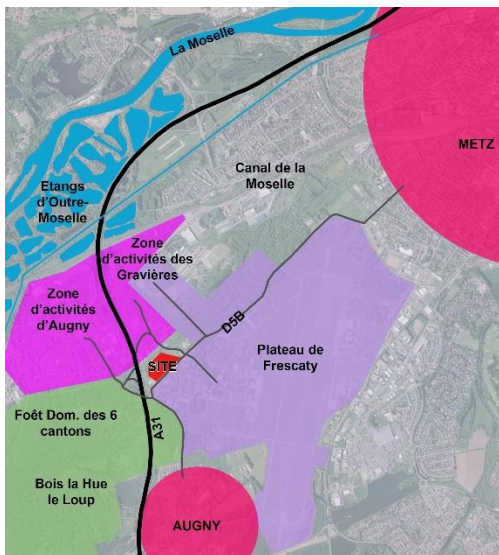 La Moselle
METZ
Canal de la
Moselle
Etangs
d'Outre-
Moselle
Zone
d'activités des
Gravières
Zone
d'activités
d'Augny
D5B
Plateau de
Frescaty
SITE
Foêt Dom. des 6
cantons
A31
Bois la Hue
le Loup
AUGNY